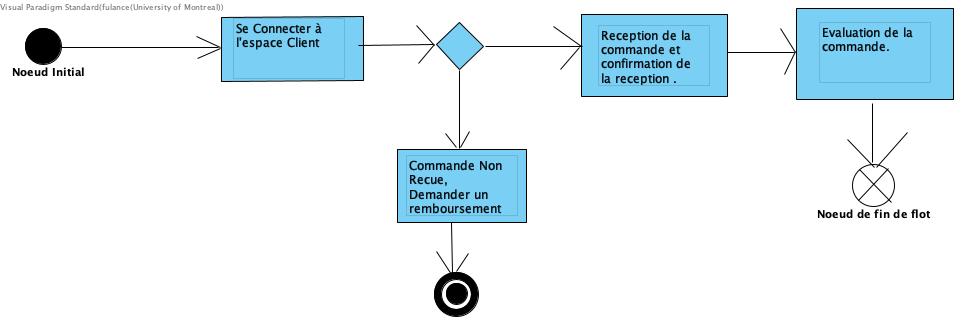 Visual Paradigm Standard(fulance(University of Montreal))
Noeud Initial
Se Connecter à
l'espace Client
Reception de la
commande et
confirmation de
la reception .
Evaluation de la
commande.
Commande Non
Recue,
Demander un
remboursement
Noeud de fin de flot